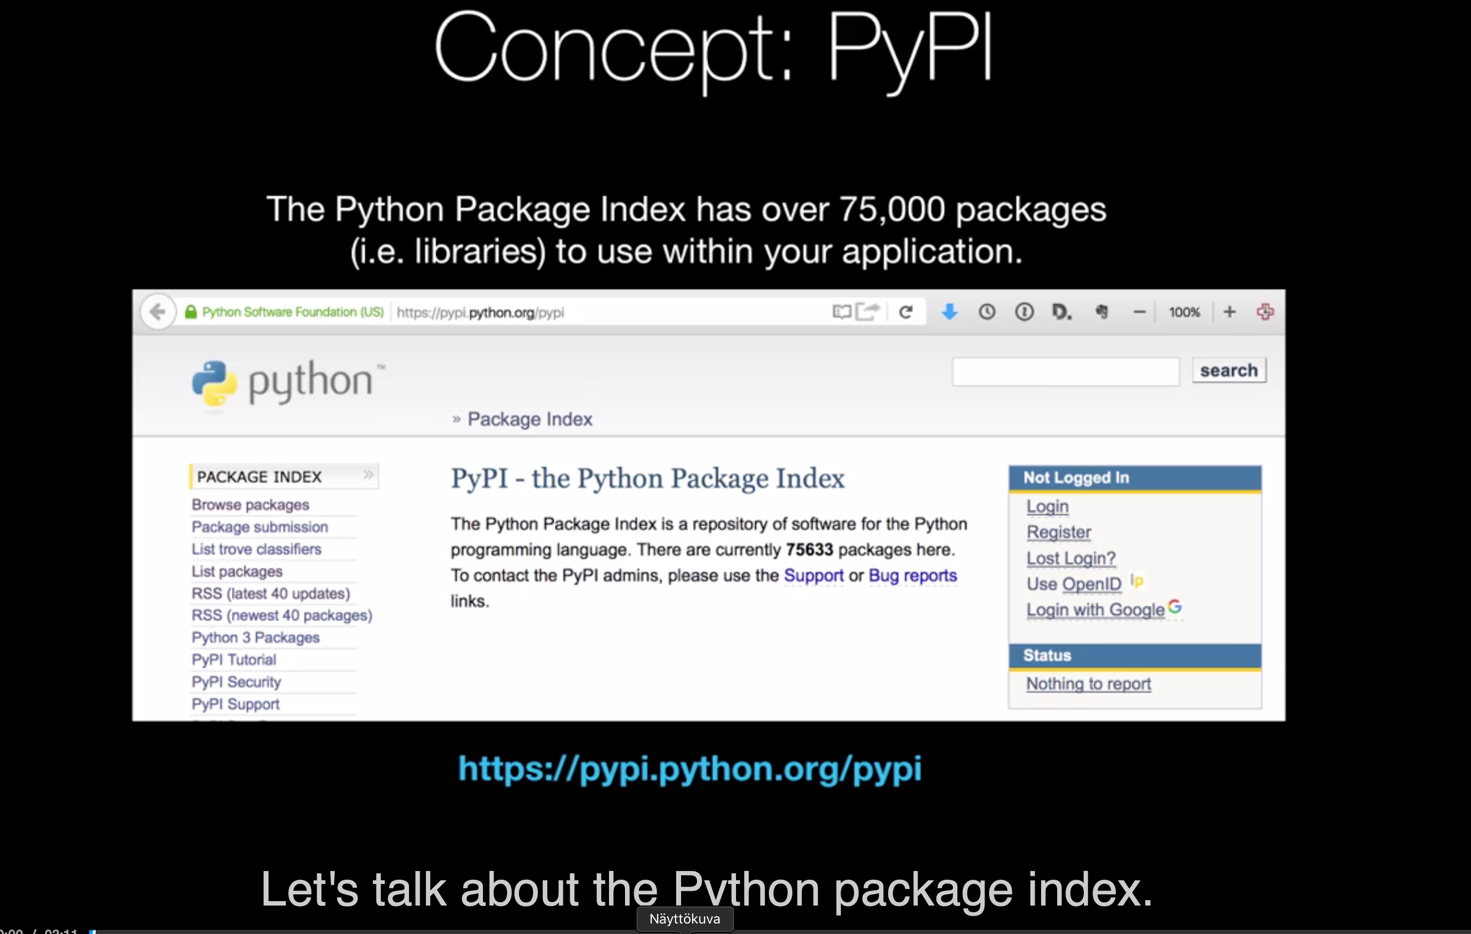 Concept: PyPI
The Python Package Index has over 75,000 packages
(i.e. libraries) to use within your application.
Python Software Foundation (US) https://pypi.python.org/pypi
D. 100%
python™
search
» Package Index
PACKAGE INDEX »
Browse packages
Package submission
List trove classifiers
List packages
RSS (latest 40 updates)
RSS (newest 40 packages)
Python 3 Packages
PyPI Tutorial
PyPI Security
PyPI Support
PyPI - the Python Package Index
The Python Package Index is a repository of software for the Python
programming language. There are currently 75633 packages here.
To contact the PyPI admins, please use the Support or Bug reports
links.
Not Logged In
Login
Register
Lost Login?
Use OpenID lp
Login with Google G
Status
Nothing to report
https://pypi.python.org/pypi
Let's talk about the Python package index.
Näyttökuva